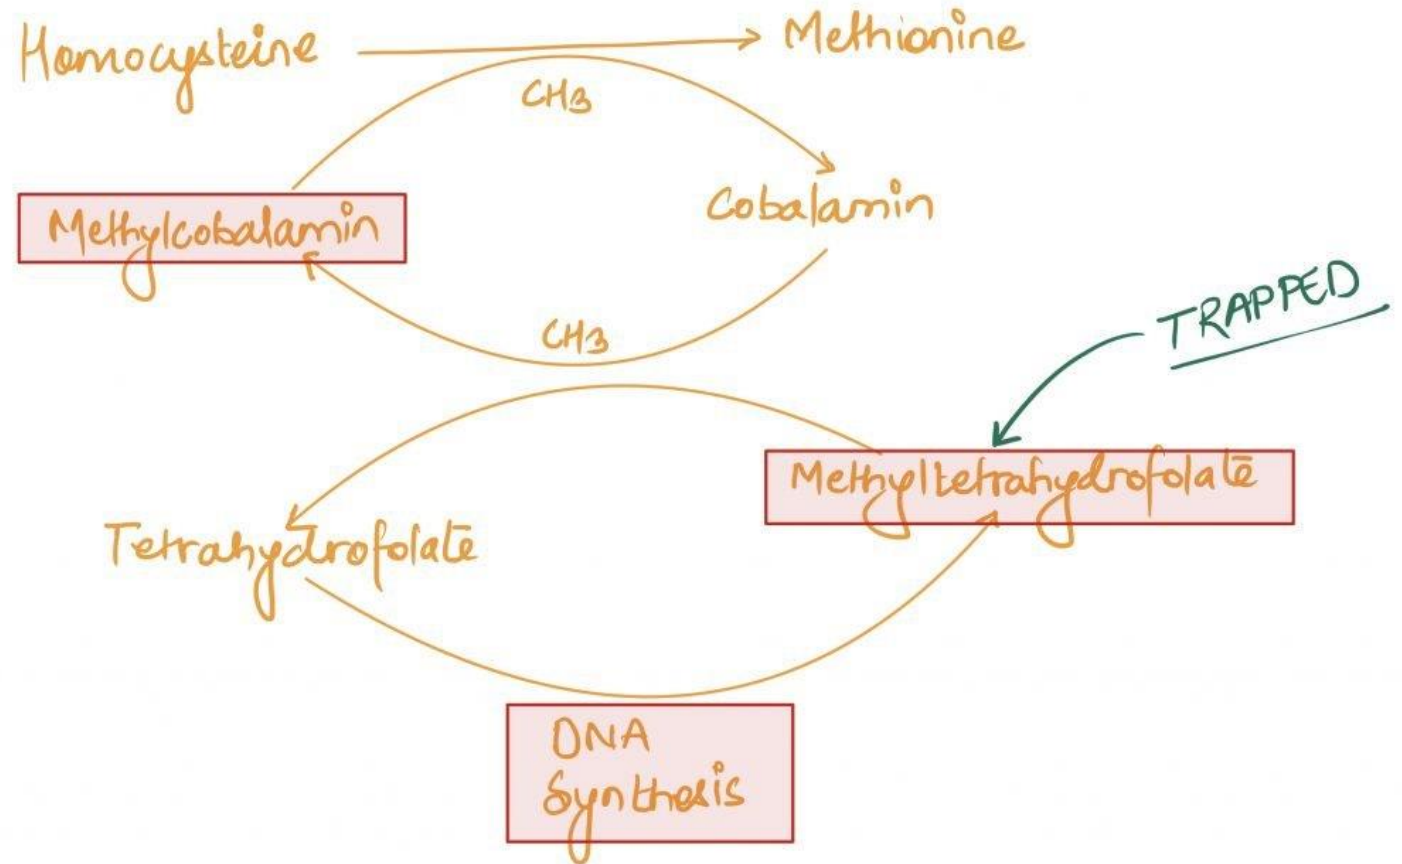 Homocysteine
Methionine
CH3
Methylcobalamin
Cobalamin
CH3
TRAPPED
Methyltetrahydrofolate
Tetrahydrofolate
DNA
Synthesis